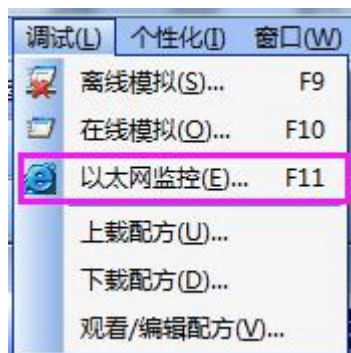 调试(L) 个性化(I) 窗口(W)
离线模拟(S)... F9
在线模拟(O)... F10
以太网监控(E)... F11
上载配方(U)...
下载配方(D)...
观看/编辑配方(V)...